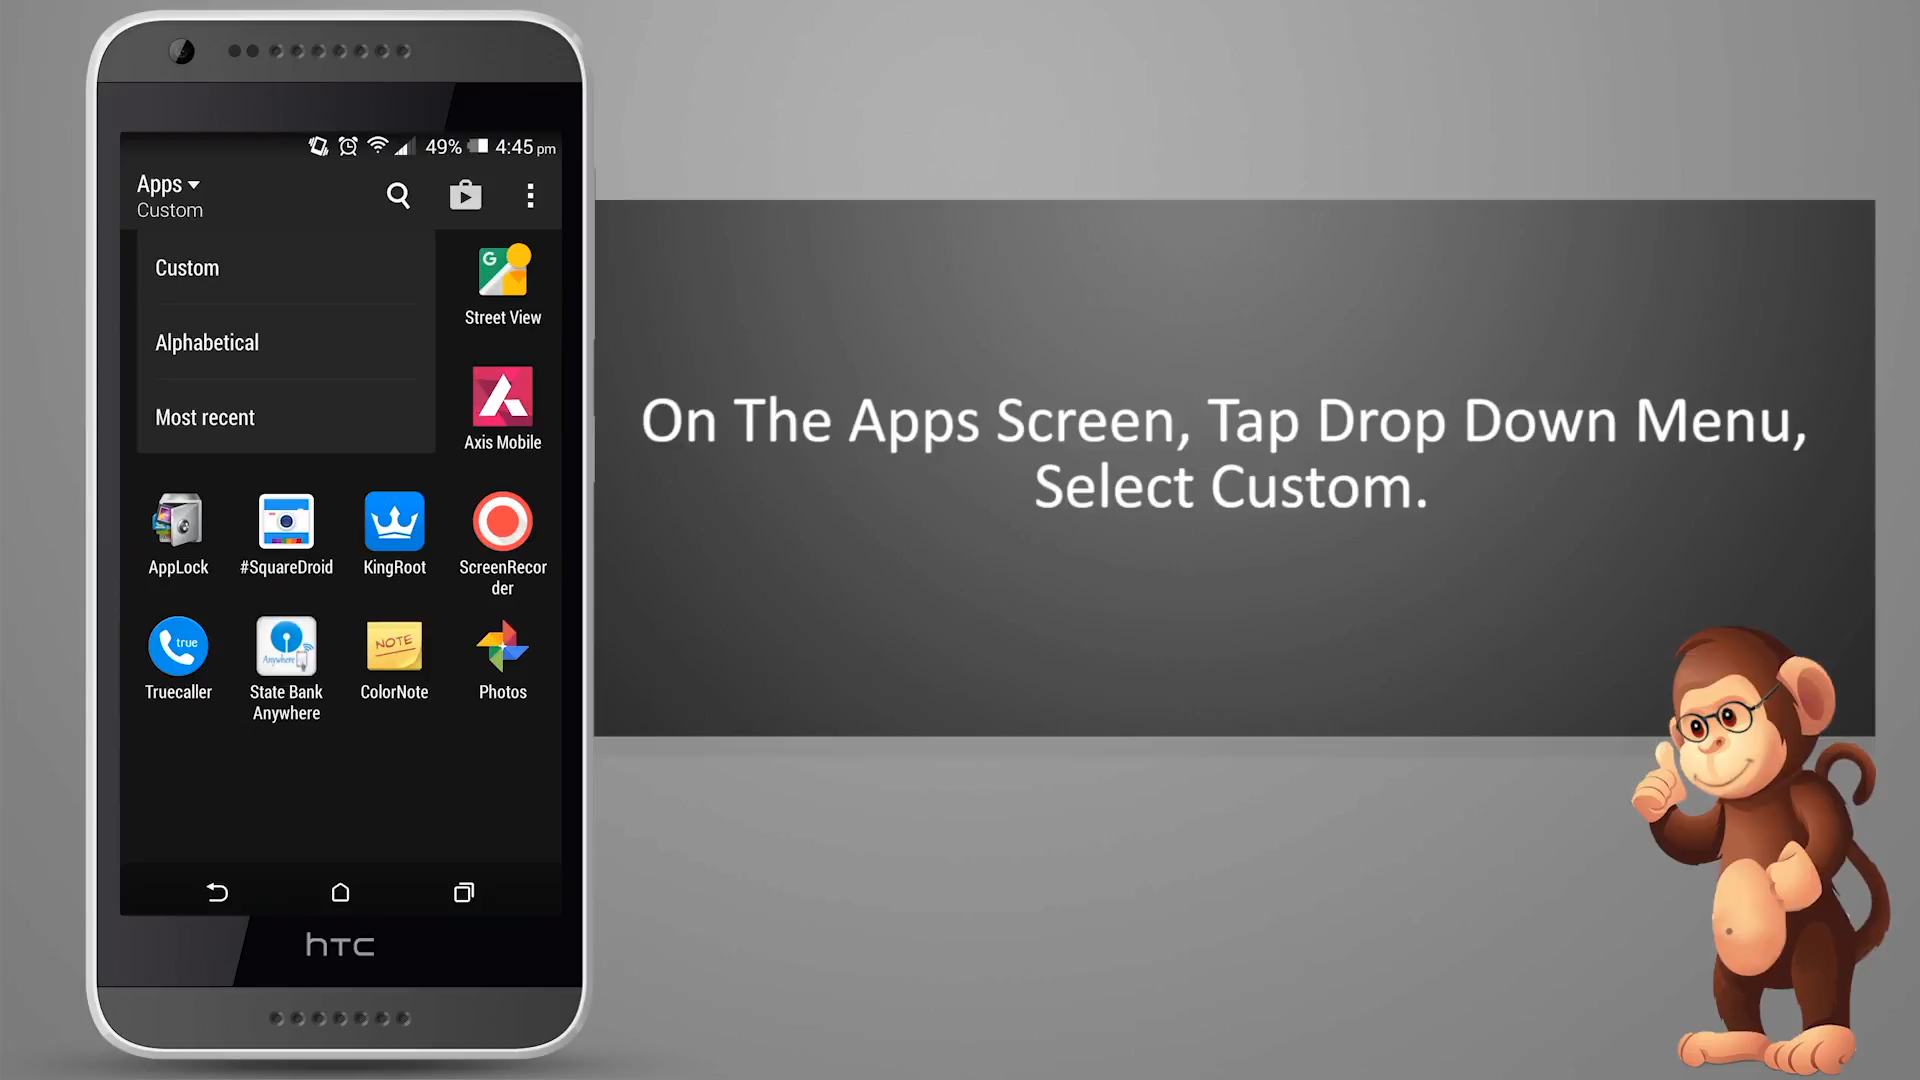 49% 4:45 pm
Apps
Custom
Custom
Alphabetical
Most recent
G
Street View
Axis Mobile
AppLock
#SquareDroid
KingRoot
ScreenRecor
der
true
Truecaller
Anywhere
State Bank
Anywhere
NOTE
ColorNote
Photos
hTC
On The Apps Screen, Tap Drop Down Menu,
Select Custom.